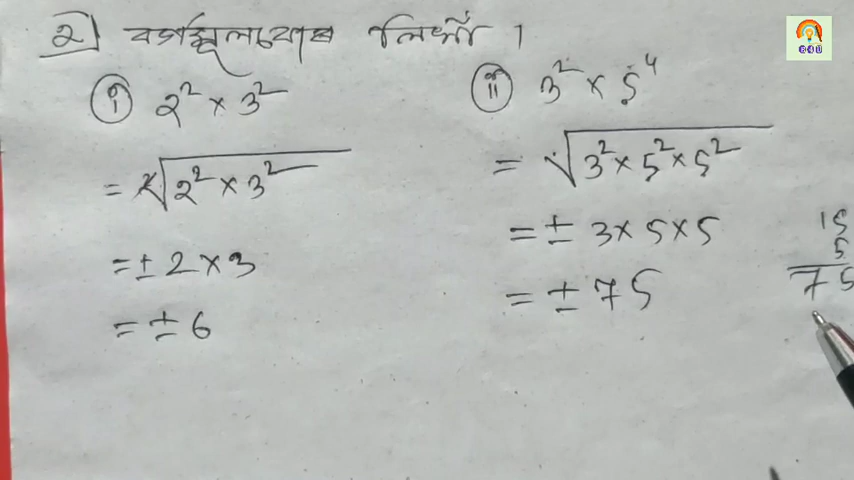 ২) বর্গমূলবোৰ লিখাঁ ।
(i) 2² × 3²
= √2² × 3²
= ± 2 × 3
= ± 6
(ii) 3² × 5⁴
= √3² × 5² × 5²
= ± 3 × 5 × 5
= ± 75
15
5
75